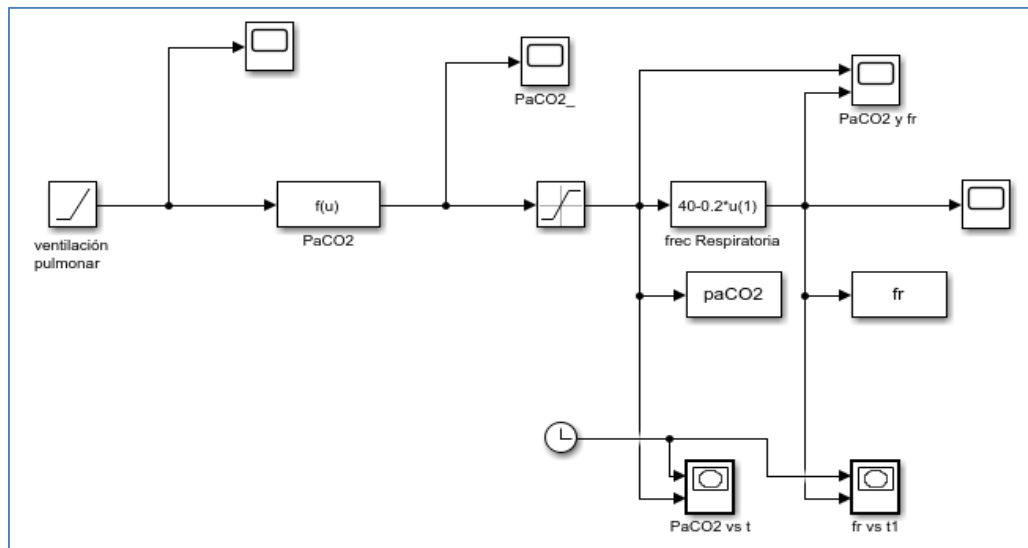 PaCO2_
PaCO2 y fr
ventilación
pulmonar
f(u)
PaCO2
40-0.2*u(1)
frec Respiratoria
paCO2
fr
PaCO2 vs t
fr vs t1